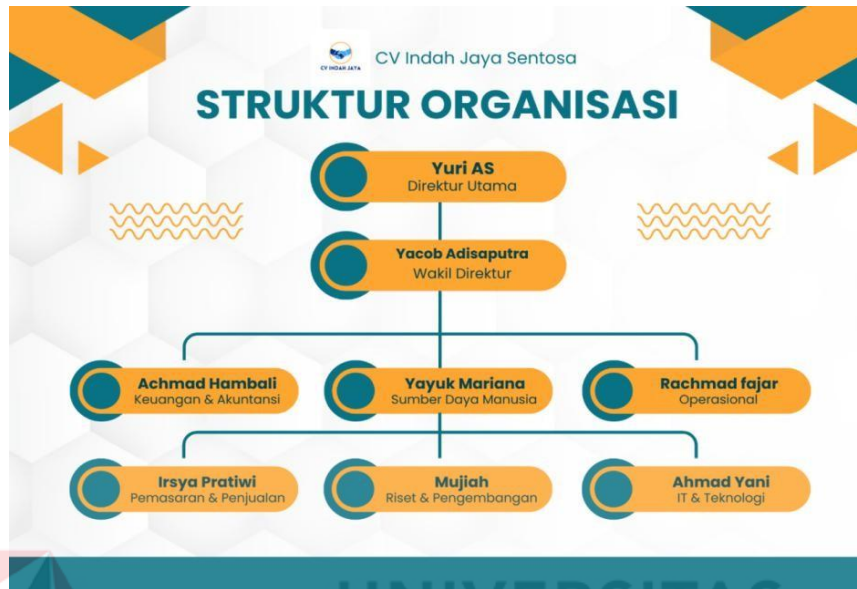 CV INDAH JAYA
CV Indah Jaya Sentosa
STRUKTUR ORGANISASI
Yuri AS
Direktur Utama
Yacob Adisaputra
Wakil Direktur
Achmad Hambali
Keuangan & Akuntansi
Yayuk Mariana
Sumber Daya Manusia
Rachmad fajar
Operasional
Irsya Pratiwi
Pemasaran & Penjualan
Mujiah
Riset & Pengembangan
Ahmad Yani
IT & Teknologi
UNIVERSITAS